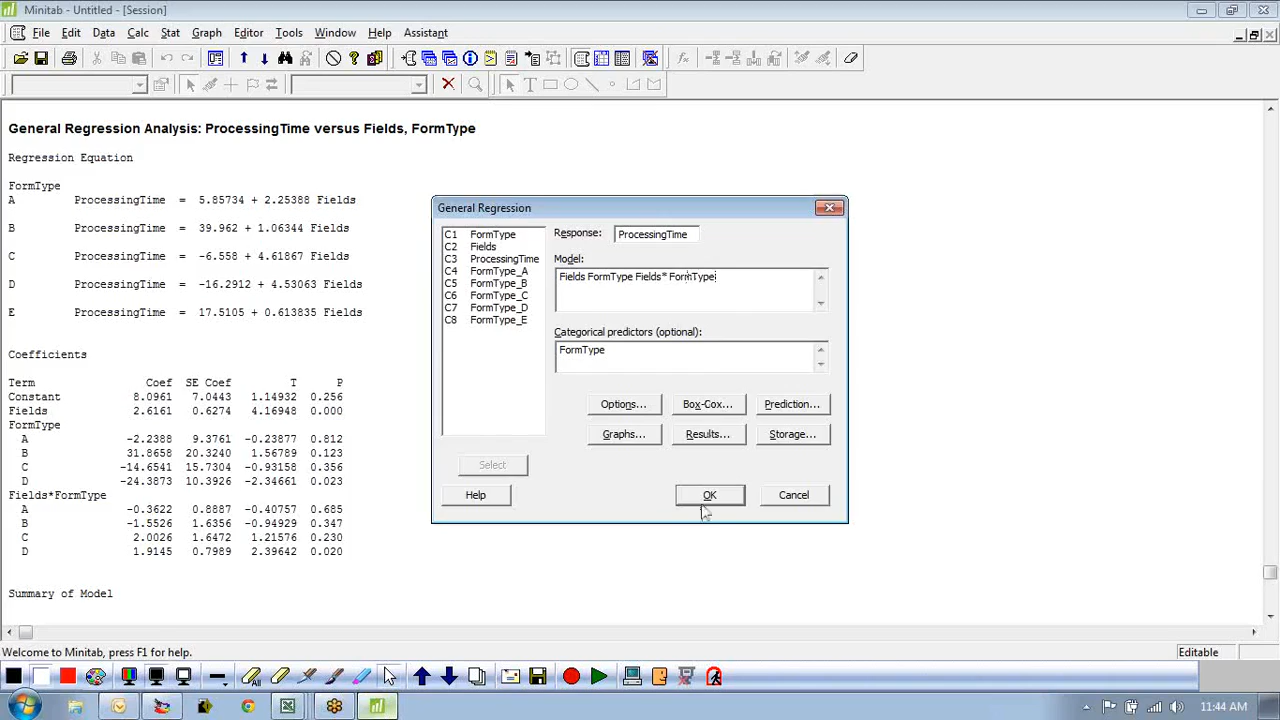 Minitab - Untitled - [Session]
File Edit Data Calc Stat Graph Editor Tools Window Help Assistant
General Regression Analysis: ProcessingTime versus Fields, FormType
Regression Equation
FormType
A ProcessingTime = 5.85734 + 2.25388 Fields
B ProcessingTime = 39.962 + 1.06344 Fields
C ProcessingTime = -6.558 + 4.61867 Fields
D ProcessingTime = -16.2912 + 4.53063 Fields
E ProcessingTime = 17.5105 + 0.613835 Fields
Coefficients
Term Coef SE Coef T P
Constant 8.0961 7.0443 1.14932 0.256
Fields 2.6161 0.6274 4.16948 0.000
FormType
A -2.2388 9.3761 -0.23877 0.812
B 31.8658 20.3240 1.56789 0.123
C -14.6541 15.7304 -0.93158 0.356
D -24.3873 10.3926 -2.34661 0.023
Fields*FormType
A -0.3622 0.8887 -0.40757 0.685
B -1.5526 1.6356 -0.94929 0.347
C 2.0026 1.6472 1.21576 0.230
D 1.9145 0.7989 2.39642 0.020
Summary of Model
General Regression
C1 FormType
C2 Fields
C3 ProcessingTime
C4 FormType_A
C5 FormType_B
C6 FormType_C
C7 FormType_D
C8 FormType_E
Response: ProcessingTime
Model:
Fields FormType Fields* FormType
Categorical predictors (optional):
FormType
Options... Box-Cox... Prediction...
Graphs... Results... Storage...
Select
Help OK Cancel
Welcome to Minitab, press F1 for help.
Editable
11:44 AM